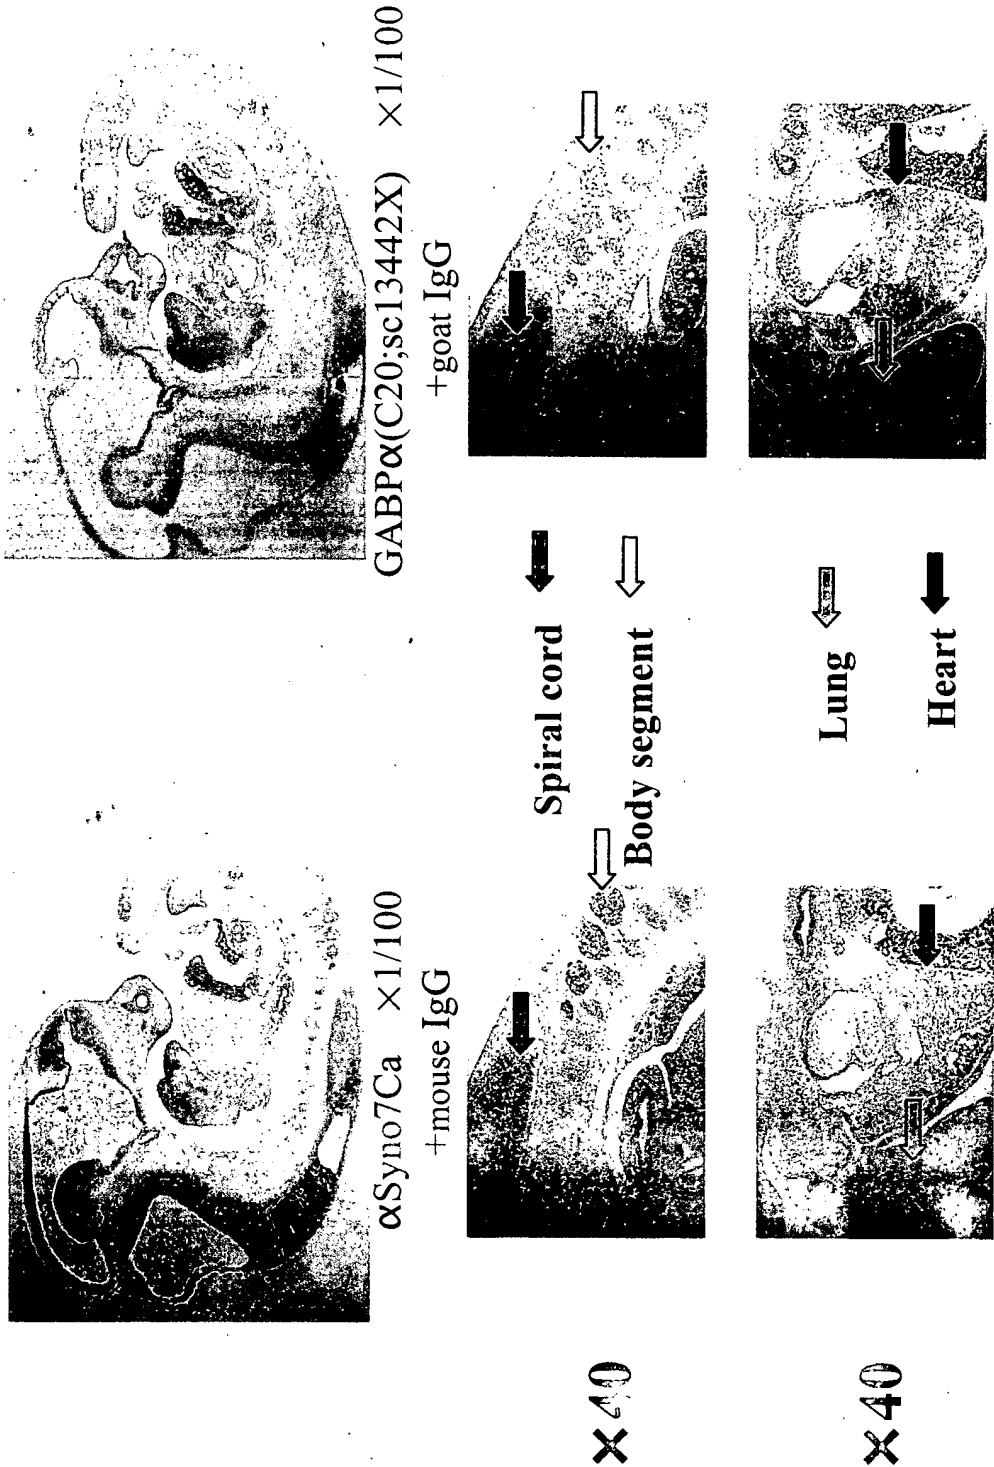 αSyno7Ca ×1/100
+mouse IgG
GABPα(C20;sc13442X) ×1/100
+goat IgG
×40
Spiral cord
Body segment
×40
Lung
Heart